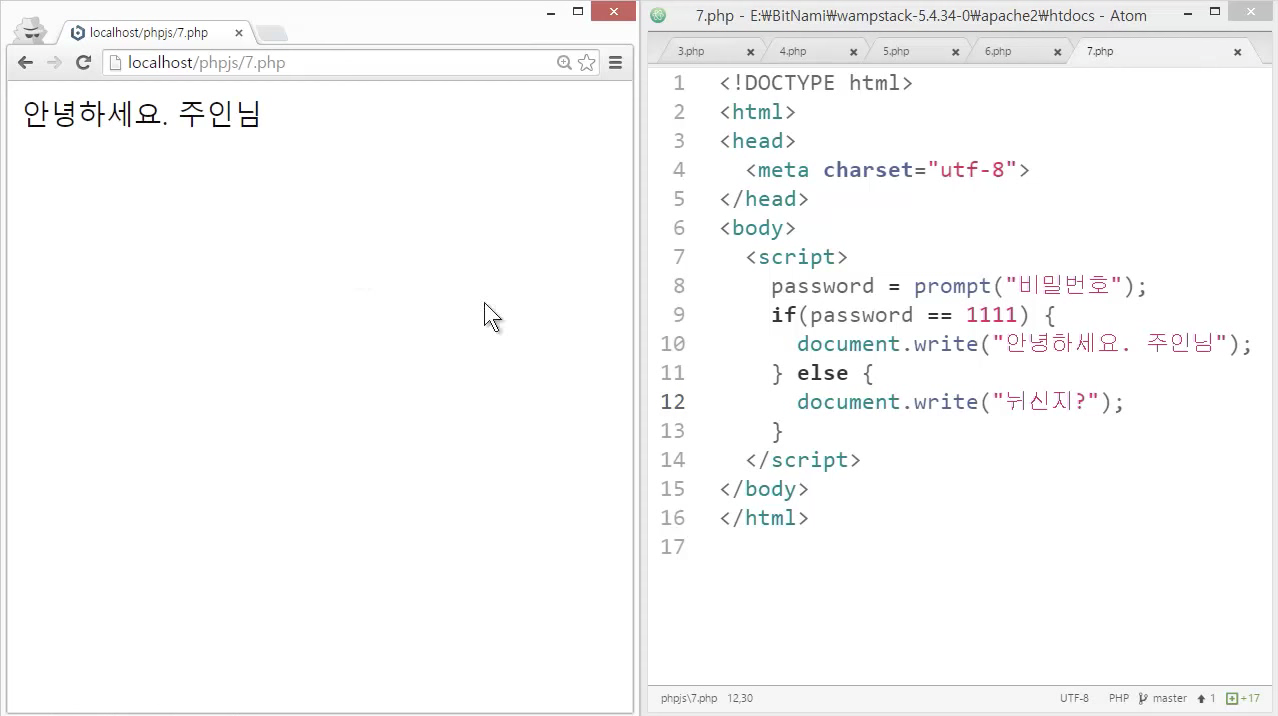 localhost/phpjs/7.php
localhost/phpjs/7.php
안녕하세요. 주인님
7.php - E:₩BitNami₩wampstack-5.4.34-0₩apache2₩htdocs - Atom
3.php 4.php 5.php 6.php 7.php
1 <!DOCTYPE html>
2 <html>
3 <head>
4 <meta charset="utf-8">
5 </head>
6 <body>
7 <script>
8 password = prompt("비밀번호");
9 if(password == 1111) {
10 document.write("안녕하세요. 주인님");
11 } else {
12 document.write("뉘신지?");
13 }
14 </script>
15 </body>
16 </html>
17
phpjs\7.php 12,30 UTF-8 PHP master 1 +17